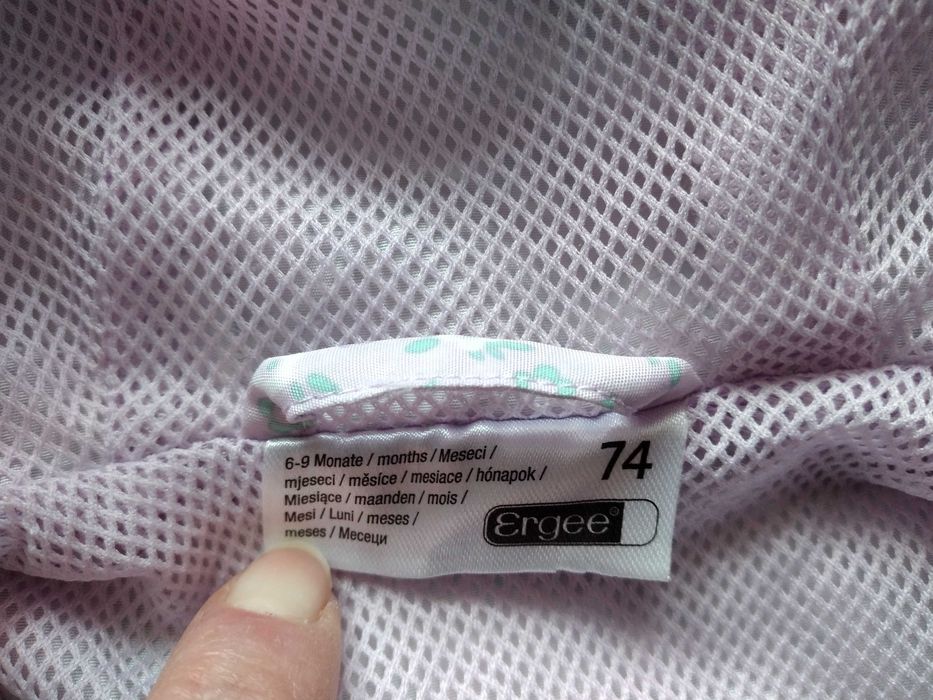 6-9 Monate / months / Meseci /
mjeseci / měsíce / mesiace / hónapok /
Miesiące / maanden / mois /
Mesi / Luni / meses /
meses / Месеци
74
Ergee®